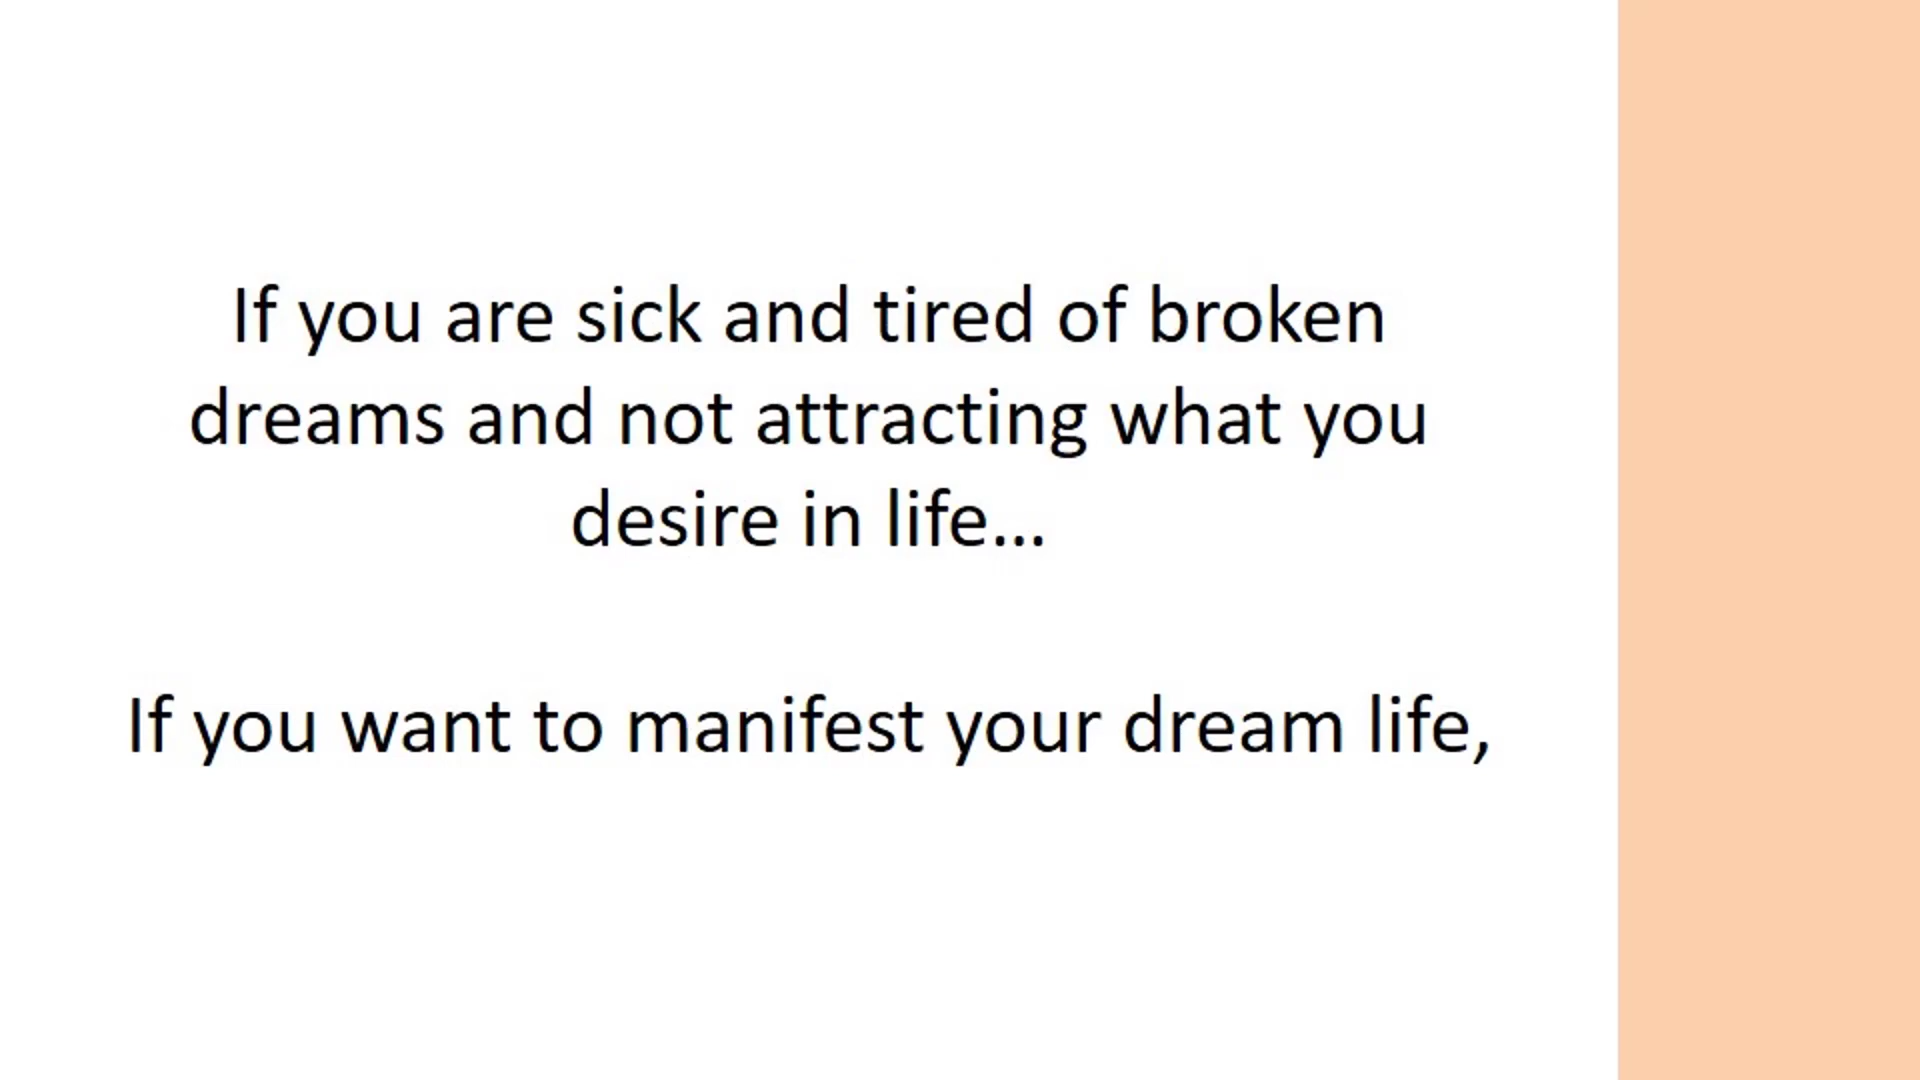 If you are sick and tired of broken
dreams and not attracting what you
desire in life...
If you want to manifest your dream life,